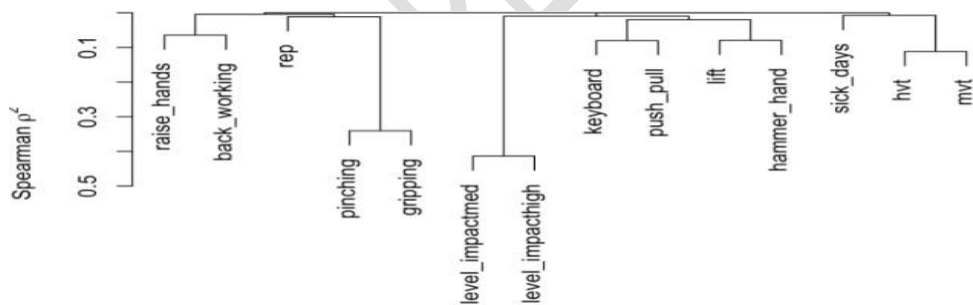 Spearman ρ²
0.1
0.3
0.5
raise_hands
back_working
rep
pinching
gripping
level_impactmed
level_impacthigh
keyboard
push_pull
lift
hammer_hand
sick_days
hvt
mvt